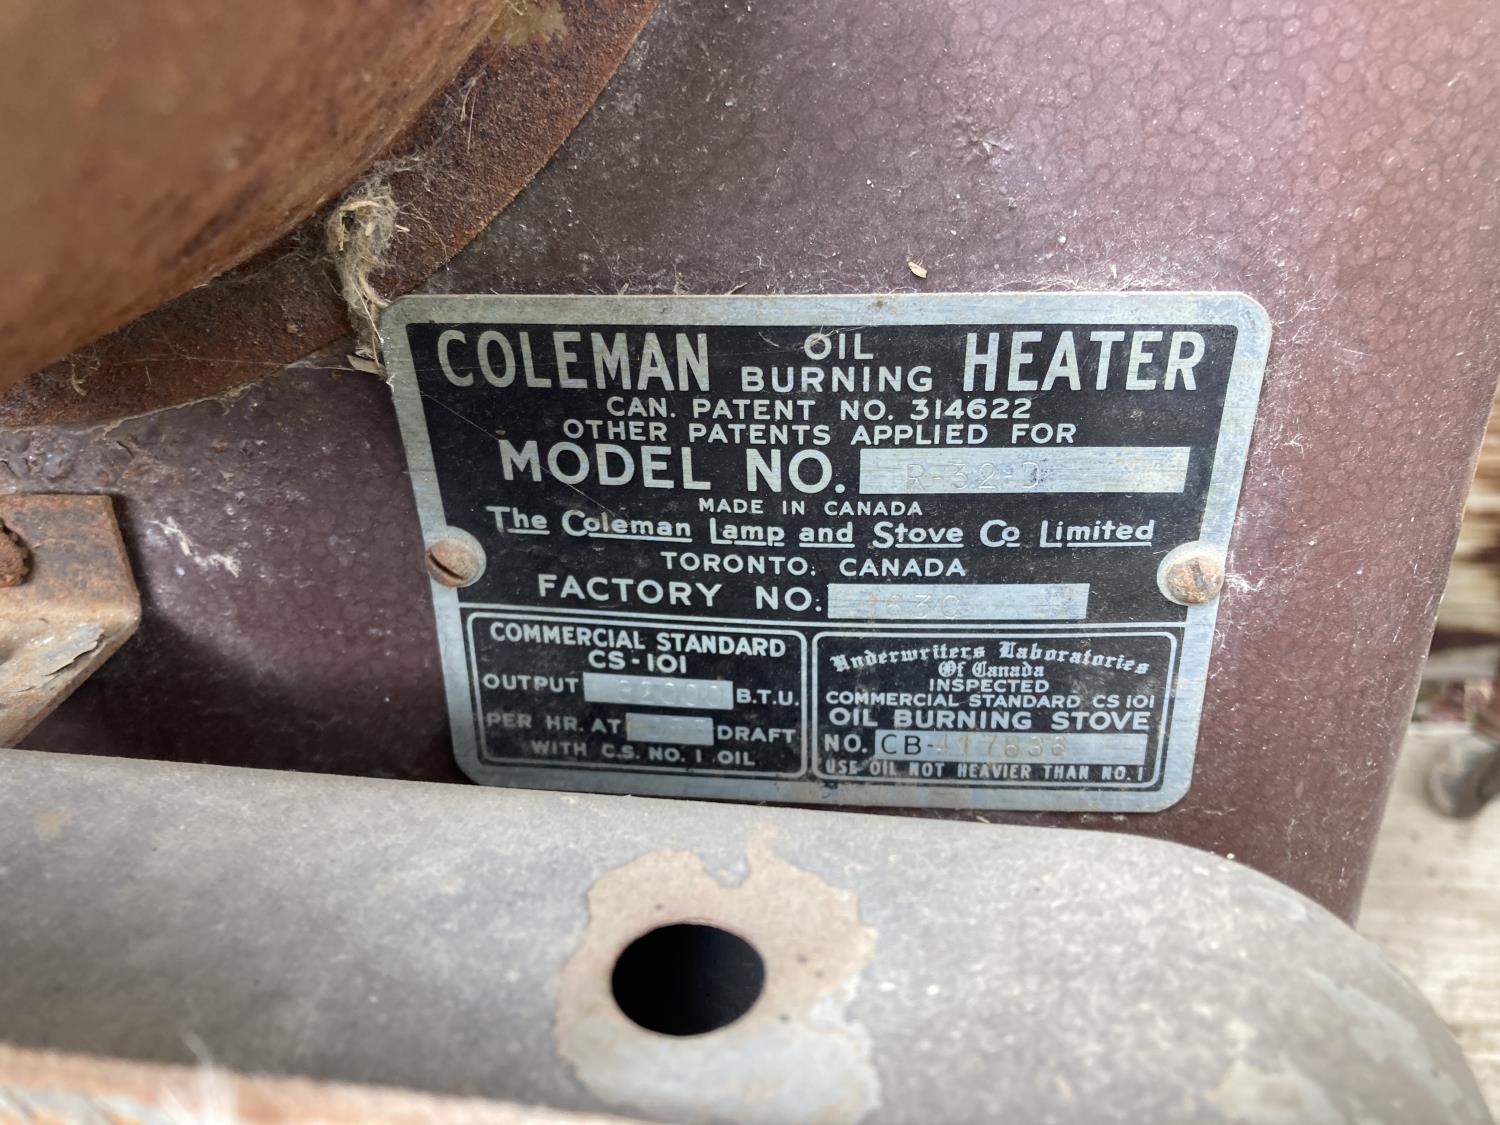 COLEMAN OIL BURNING HEATER
CAN. PATENT NO. 314622
OTHER PATENTS APPLIED FOR
MODEL NO. R-32-D
MADE IN CANADA
The Coleman Lamp and Stove Co Limited
TORONTO, CANADA
FACTORY NO.
COMMERCIAL STANDARD
CS-101
OUTPUT B.T.U.
PER HR. AT DRAFT
WITH C.S. NO. 1 OIL
Underwriters Laboratories
Of Canada
INSPECTED
COMMERCIAL STANDARD CS 101
OIL BURNING STOVE
NO. CB-417836
USE OIL NOT HEAVIER THAN NO. 1